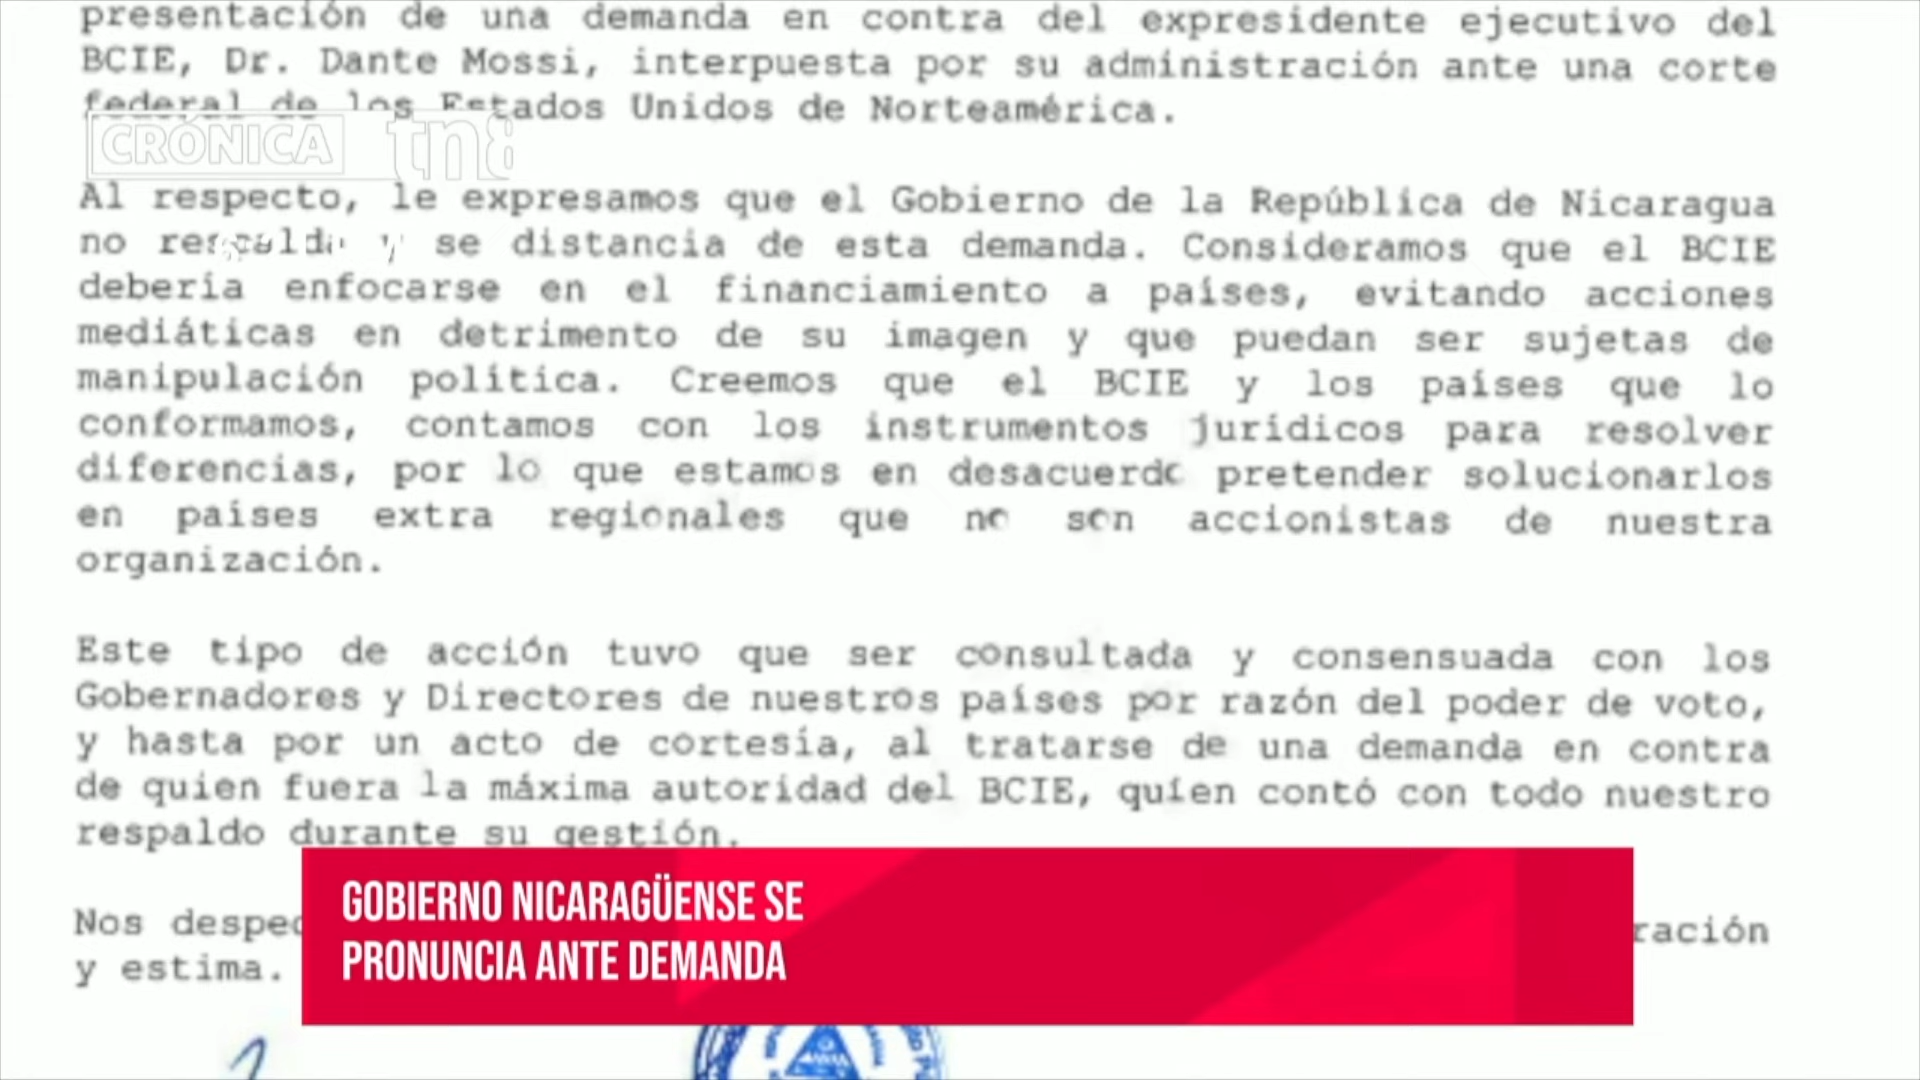 presentación de una demanda en contra del expresidente ejecutivo del
BCIE, Dr. Dante Mossi, interpuesta por su administración ante una corte
federal de los Estados Unidos de Norteamérica.
CRÓNICA tn8
Al respecto, le expresamos que el Gobierno de la República de Nicaragua
no respalda y se distancia de esta demanda. Consideramos que el BCIE
debería enfocarse en el financiamiento a países, evitando acciones
mediáticas en detrimento de su imagen y que puedan ser sujetas de
manipulación política. Creemos que el BCIE y los países que lo
conformamos, contamos con los instrumentos jurídicos para resolver
diferencias, por lo que estamos en desacuerdo pretender solucionarlos
en países extra regionales que no son accionistas de nuestra
organización.
Este tipo de acción tuvo que ser consultada y consensuada con los
Gobernadores y Directores de nuestros países por razón del poder de voto,
y hasta por un acto de cortesía, al tratarse de una demanda en contra
de quien fuera la máxima autoridad del BCIE, quien contó con todo nuestro
respaldo durante su gestión.
Nos
y estima.
GOBIERNO NICARAGÜENSE SE
PRONUNCIA ANTE DEMANDA